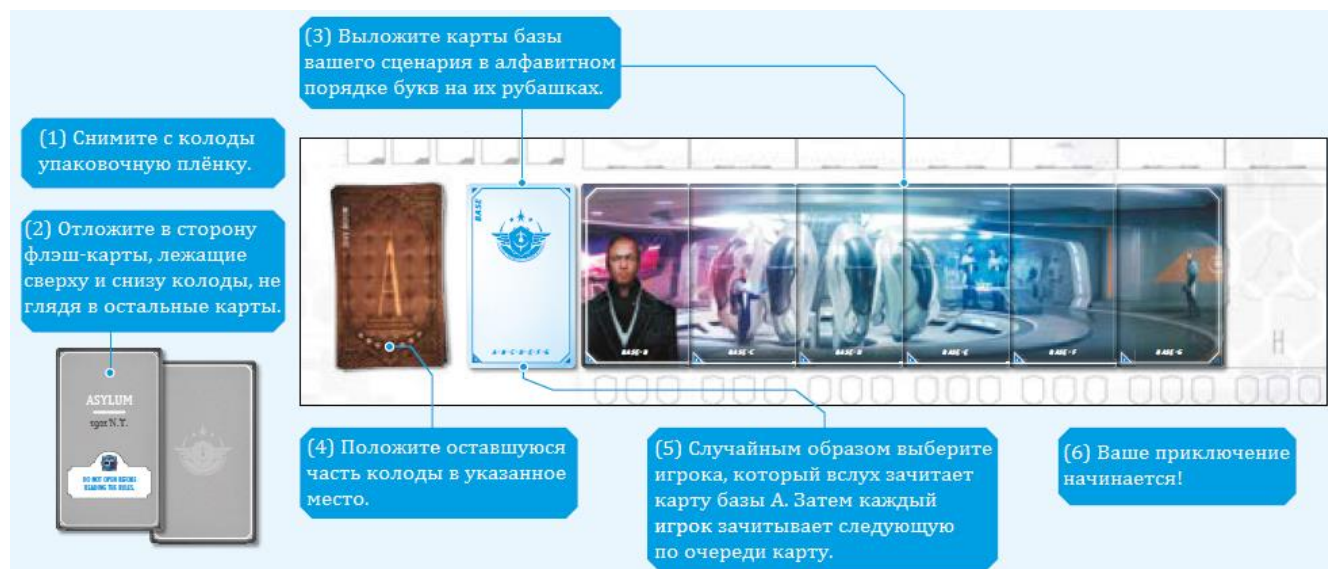 (3) Выложите карты базы
вашего сценария в алфавитном
порядке букв на их рубашках.
(1) Снимите с колоды
упаковочную плёнку.
(2) Отложите в сторону
флэш-карты, лежащие
сверху и снизу колоды, не
глядя в остальные карты.
ASYLUM
DO NOT OPEN BEFORE
READING THE RULES.
BASE
A-B-C-D-E-F-G
BASE-B
BASE-C
BASE-D
BASE-E
BASE-F
BASE-G
H
(4) Положите оставшуюся
часть колоды в указанное
место.
(5) Случайным образом выберите
игрока, который вслух зачитает
карту базы А. Затем каждый
игрок зачитывает следующую
по очереди карту.
(6) Ваше приключение
начинается!